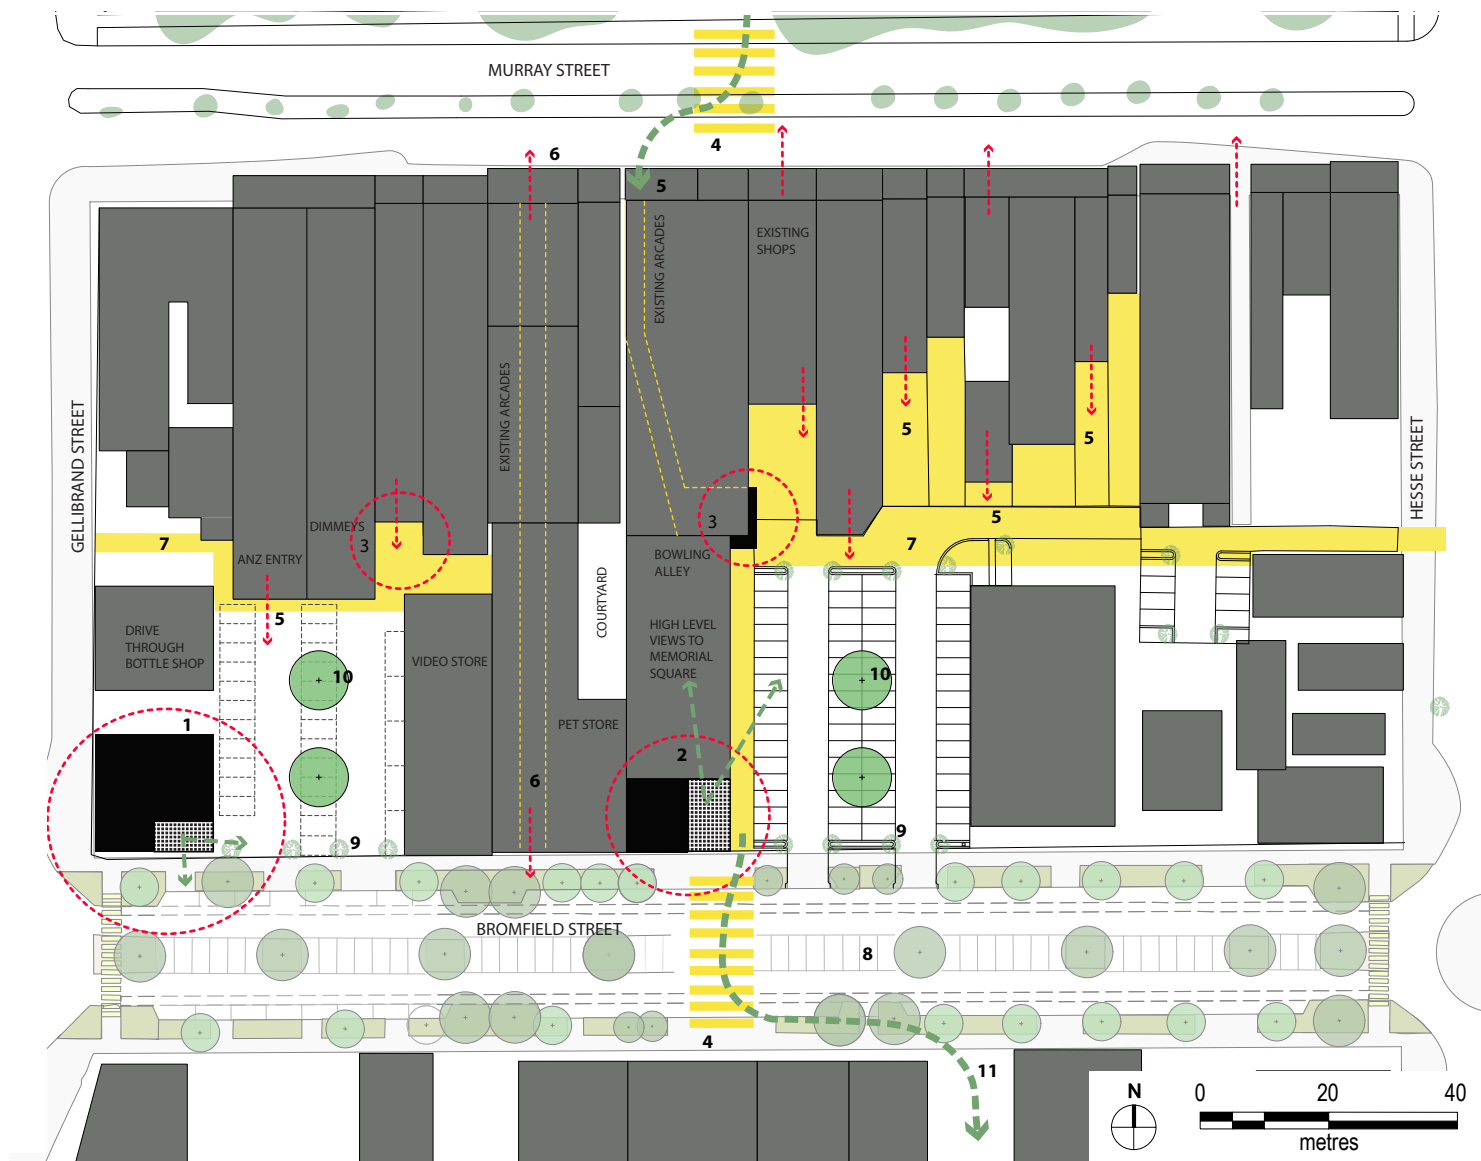 MURRAY STREET
4
6
5
EXISTING ARCADES
EXISTING
SHOPS
GELLIBRAND STREET
HESSE STREET
EXISTING ARCADES
5
5
DIMMEYS
3
3
5
7
7
ANZ ENTRY
BOWLING
ALLEY
COURTYARD
5
DRIVE
THROUGH
BOTTLE SHOP
HIGH LEVEL
VIEWS TO
MEMORIAL
SQUARE
VIDEO STORE
10
10
PET STORE
1
2
6
9
9
BROMFIELD STREET
8
4
11
N
0 20 40
metres